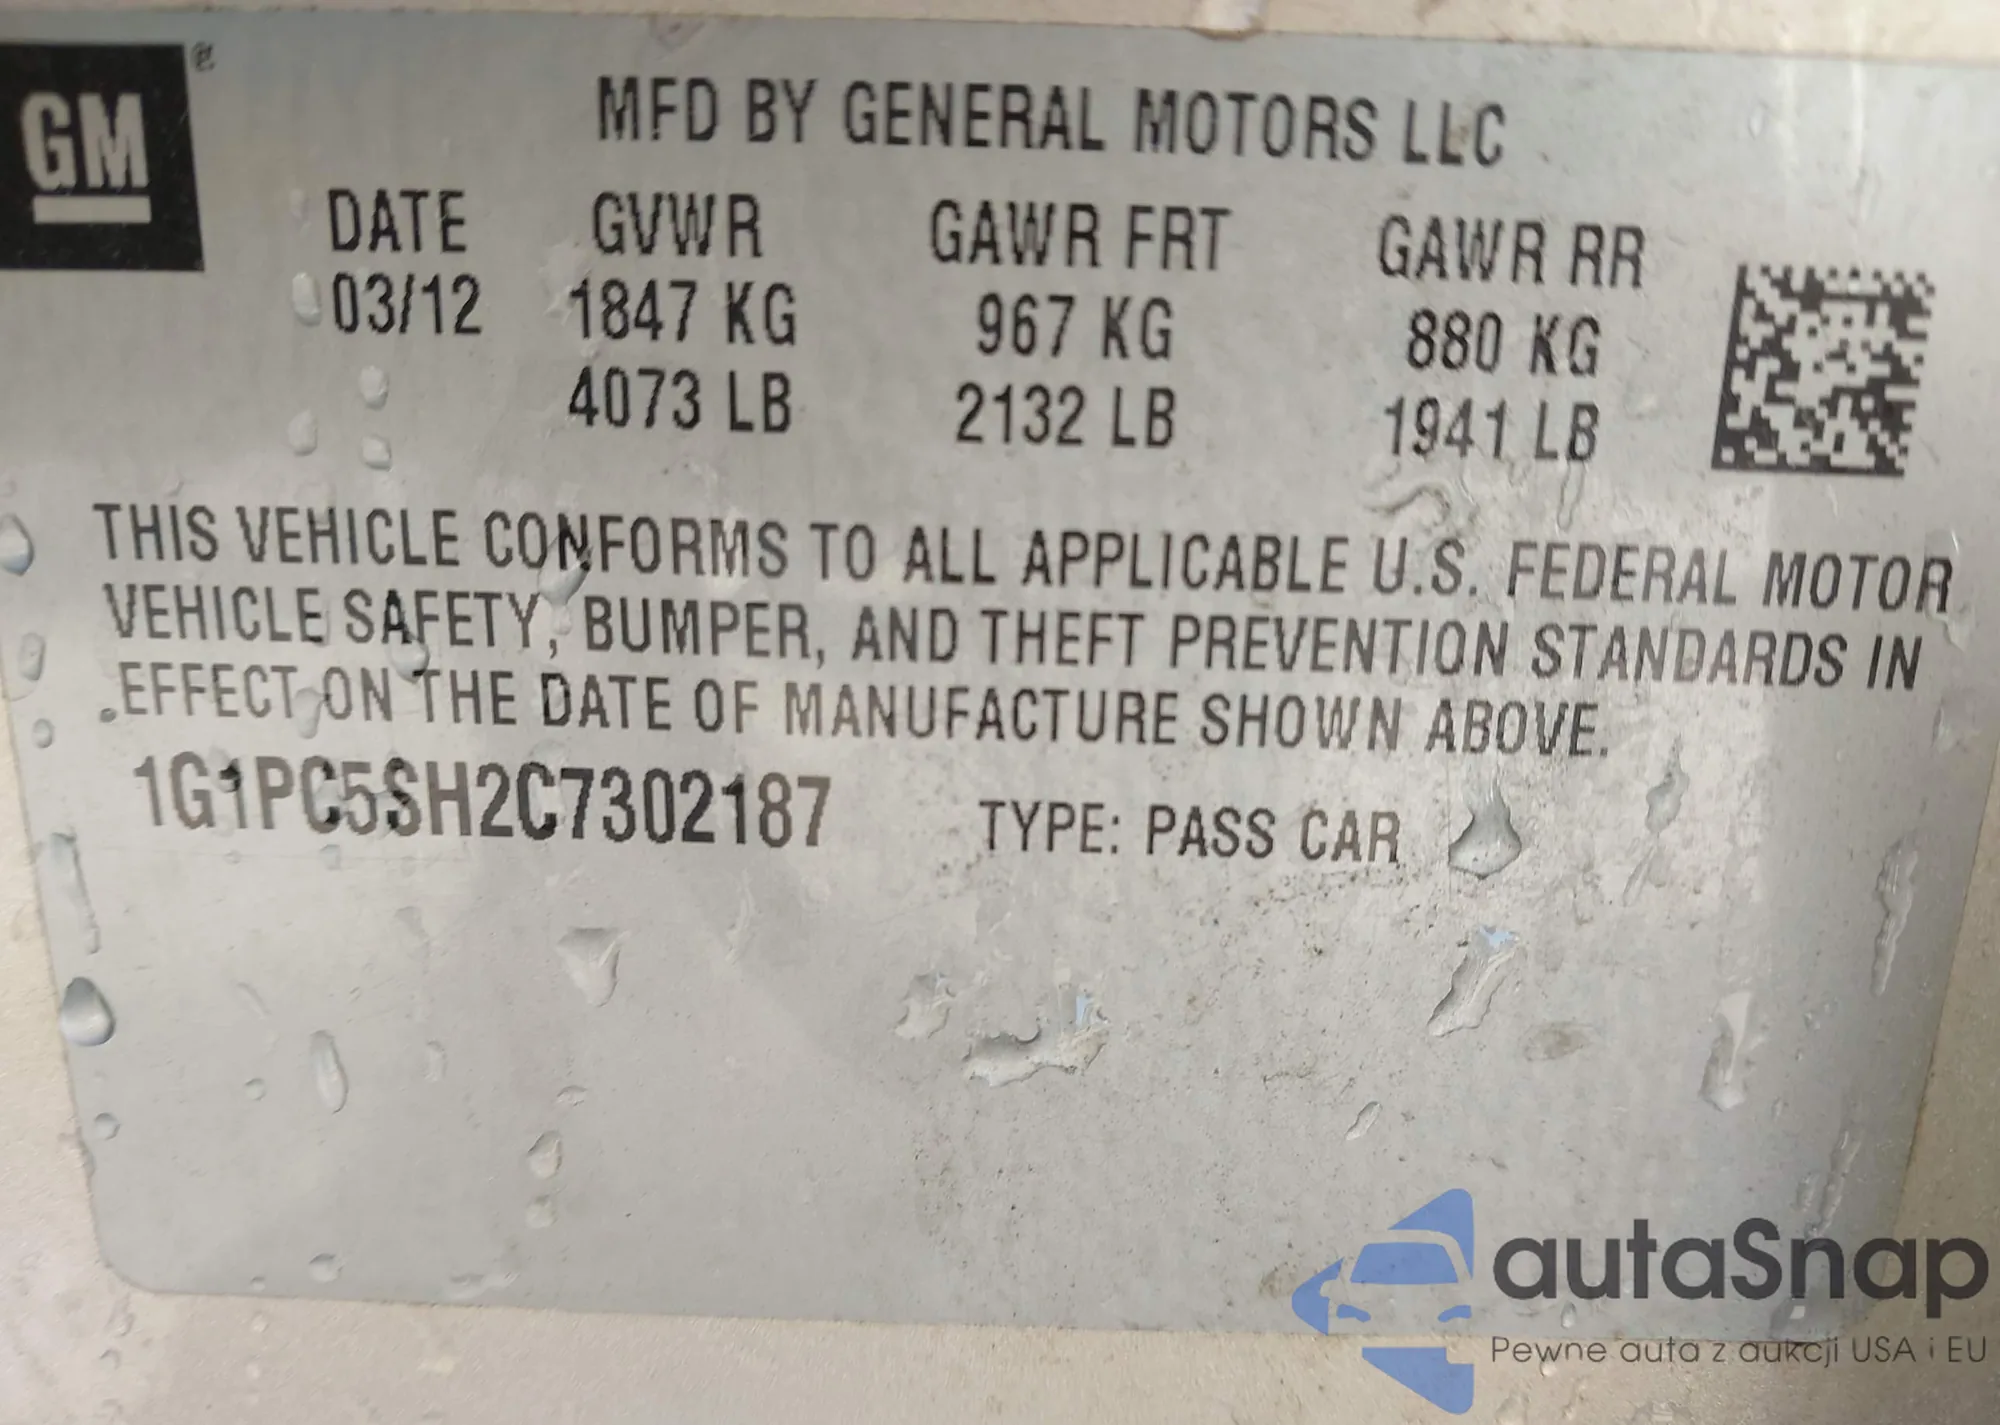 GM
MFD BY GENERAL MOTORS LLC
DATE GVWR GAWR FRT GAWR RR
03/12 1847 KG 967 KG 880 KG
4073 LB 2132 LB 1941 LB
THIS VEHICLE CONFORMS TO ALL APPLICABLE U.S. FEDERAL MOTOR
VEHICLE SAFETY, BUMPER, AND THEFT PREVENTION STANDARDS IN
EFFECT ON THE DATE OF MANUFACTURE SHOWN ABOVE.
1G1PC5SH2C7302187 TYPE: PASS CAR
autaSnap
Pewne auta z aukcji USA i EU